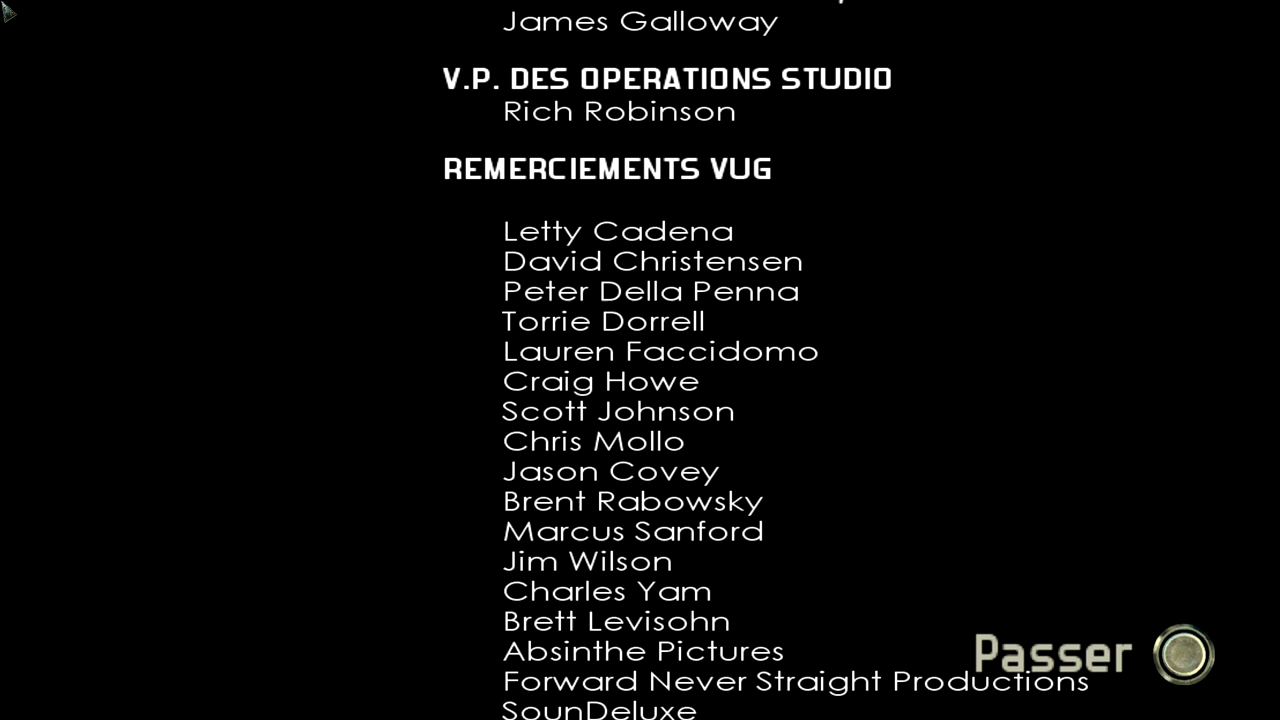 James Galloway
V.P. DES OPERATIONS STUDIO
Rich Robinson
REMERCIEMENTS VUG
Letty Cadena
David Christensen
Peter Della Penna
Torrie Dorrell
Lauren Faccidomo
Craig Howe
Scott Johnson
Chris Mollo
Jason Covey
Brent Rabowsky
Marcus Sanford
Jim Wilson
Charles Yam
Brett Levisohn
Absinthe Pictures
Passer
Forward Never Straight Productions
SounDeluxe